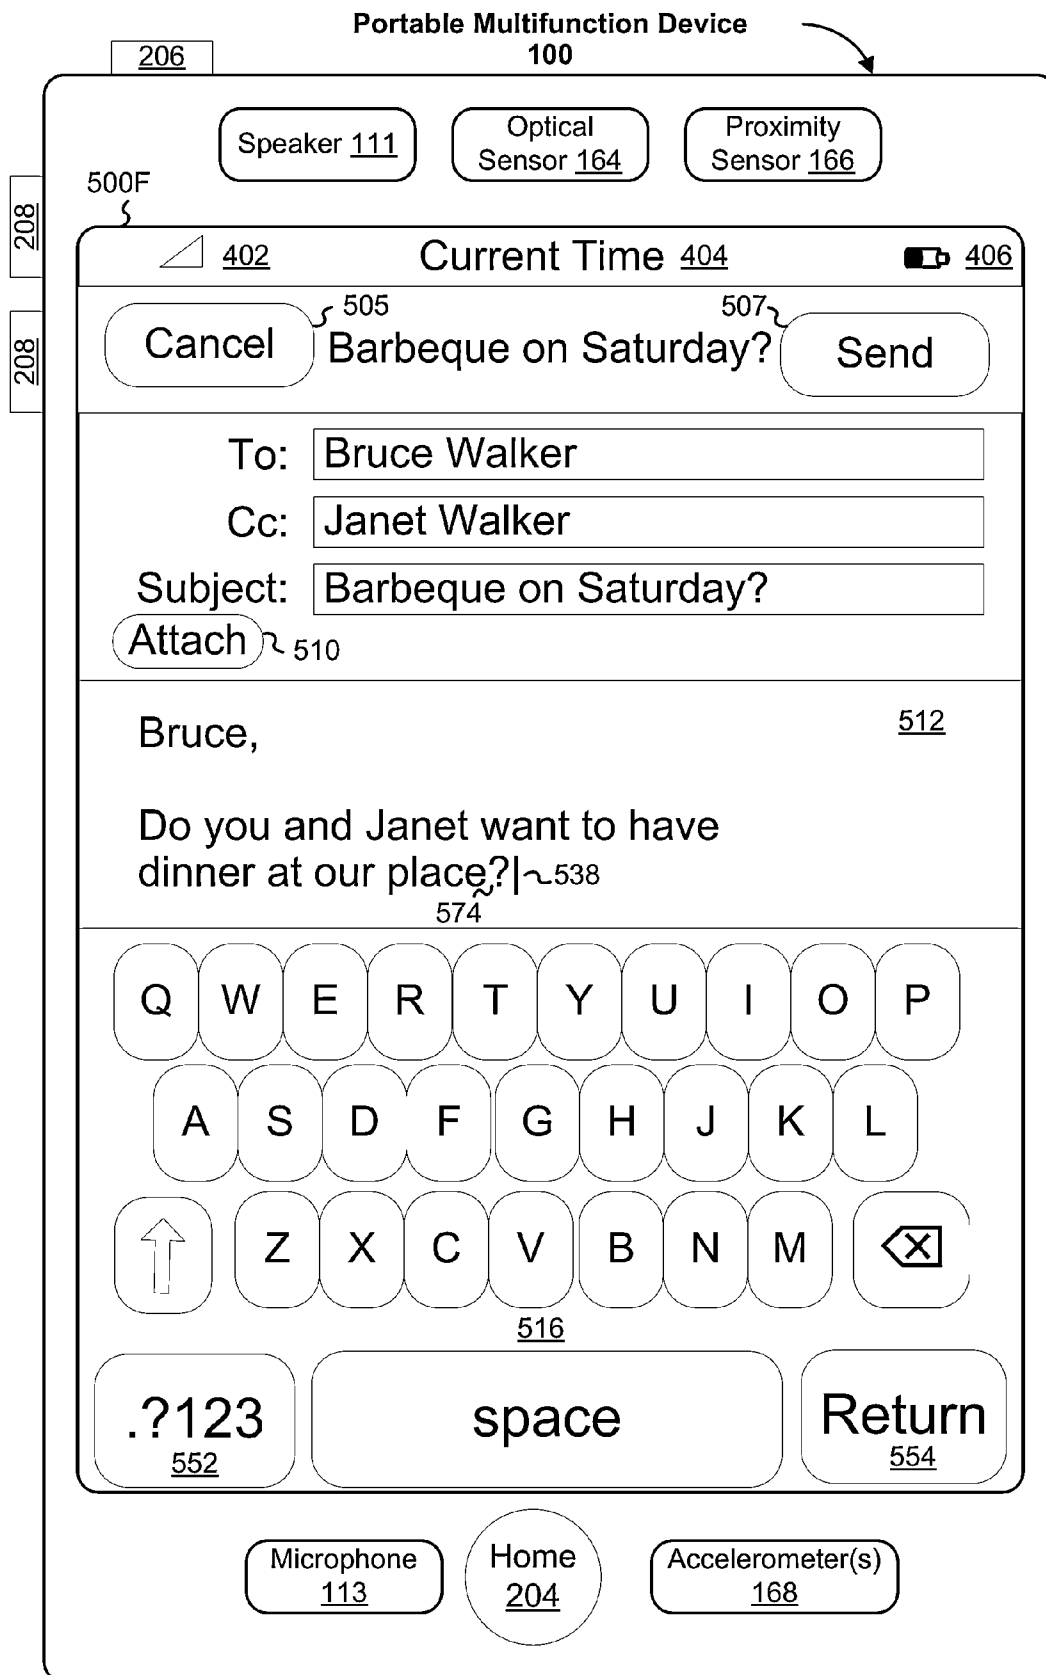 Portable Multifunction Device
100
206
Speaker 111
Optical
Sensor 164
Proximity
Sensor 166
208
500F
402 Current Time 404 406
208
505
507
Cancel Barbeque on Saturday? Send
To: Bruce Walker
Cc: Janet Walker
Subject: Barbeque on Saturday?
Attach 510
512
Bruce,
Do you and Janet want to have
dinner at our place?| 538
574
Q W E R T Y U I O P
A S D F G H J K L
Z X C V B N M
516
.?123
552
space
Return
554
Microphone
113
Home
204
Accelerometer(s)
168